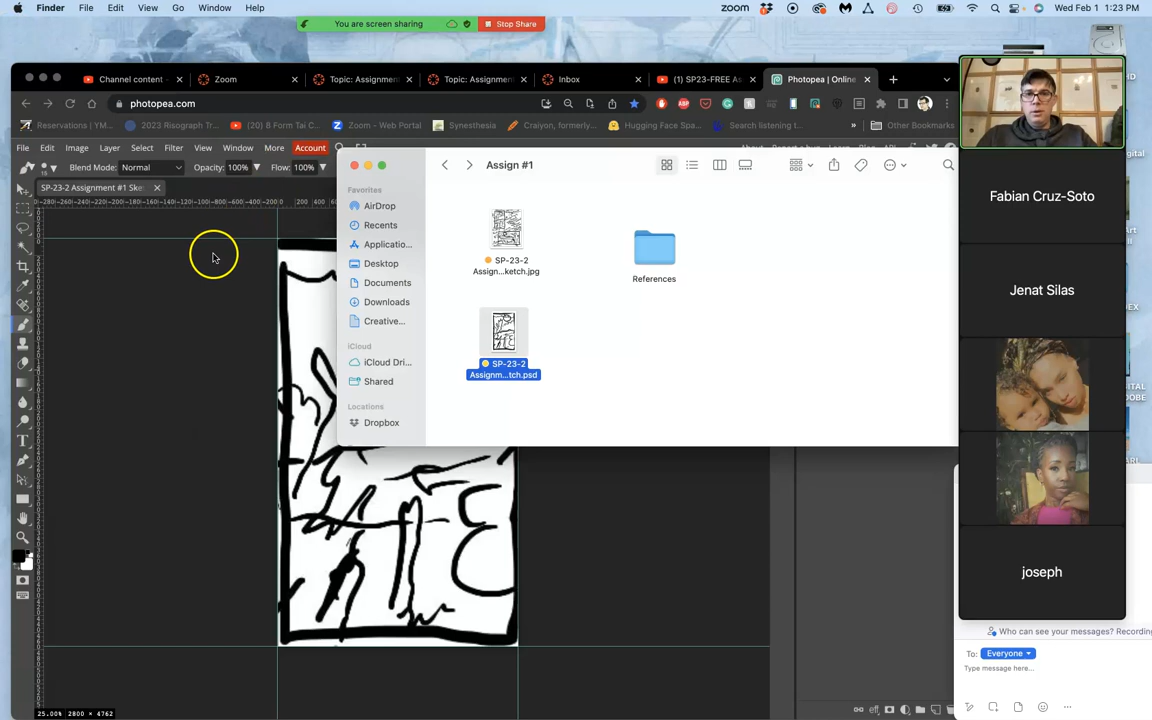 Finder File Edit View Go Window Help
zoom
Wed Feb 1 1:23 PM
You are screen sharing
Stop Share
Channel content -
Zoom
Topic: Assignment
Topic: Assignment
Inbox
(1) SP23-FREE As
Photopea | Online
photopea.com
Reservations | YM...
2023 Risograph Tr...
(20) B Form Tai C...
Zoom - Web Portal
Synesthesia
Craiyon, formerly...
Hugging Face Spa...
Search listening t...
Other Bookmarks
File Edit Image Layer Select Filter View Window More Account
Blend Mode: Normal
Opacity: 100%
Flow: 100%
SP-23-2 Assignment #1 Ske
Assign #1
Favorites
AirDrop
Recents
Applicatio...
Desktop
Documents
Downloads
Creative...
iCloud
iCloud Dri...
Shared
Locations
Dropbox
SP-23-2
Assign...ketch.jpg
References
SP-23-2
Assignm...tch.psd
Fabian Cruz-Soto
Jenat Silas
joseph
Who can see your messages? Recording
To: Everyone
Type message here...
25.00% 2800 × 4762